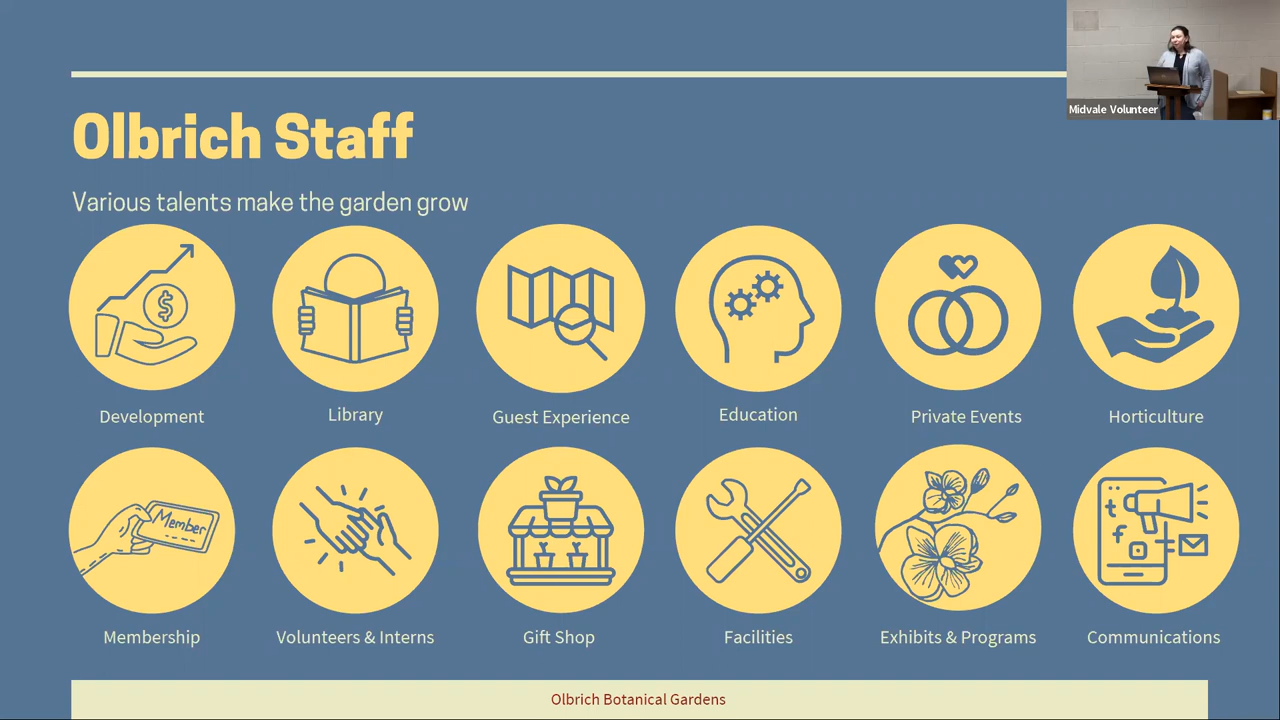 Midvale Volunteer
Olbrich Staff
Various talents make the garden grow
Development
Library
Guest Experience
Education
Private Events
Horticulture
Member
Membership
Volunteers & Interns
Gift Shop
Facilities
Exhibits & Programs
t
f
Communications
Olbrich Botanical Gardens